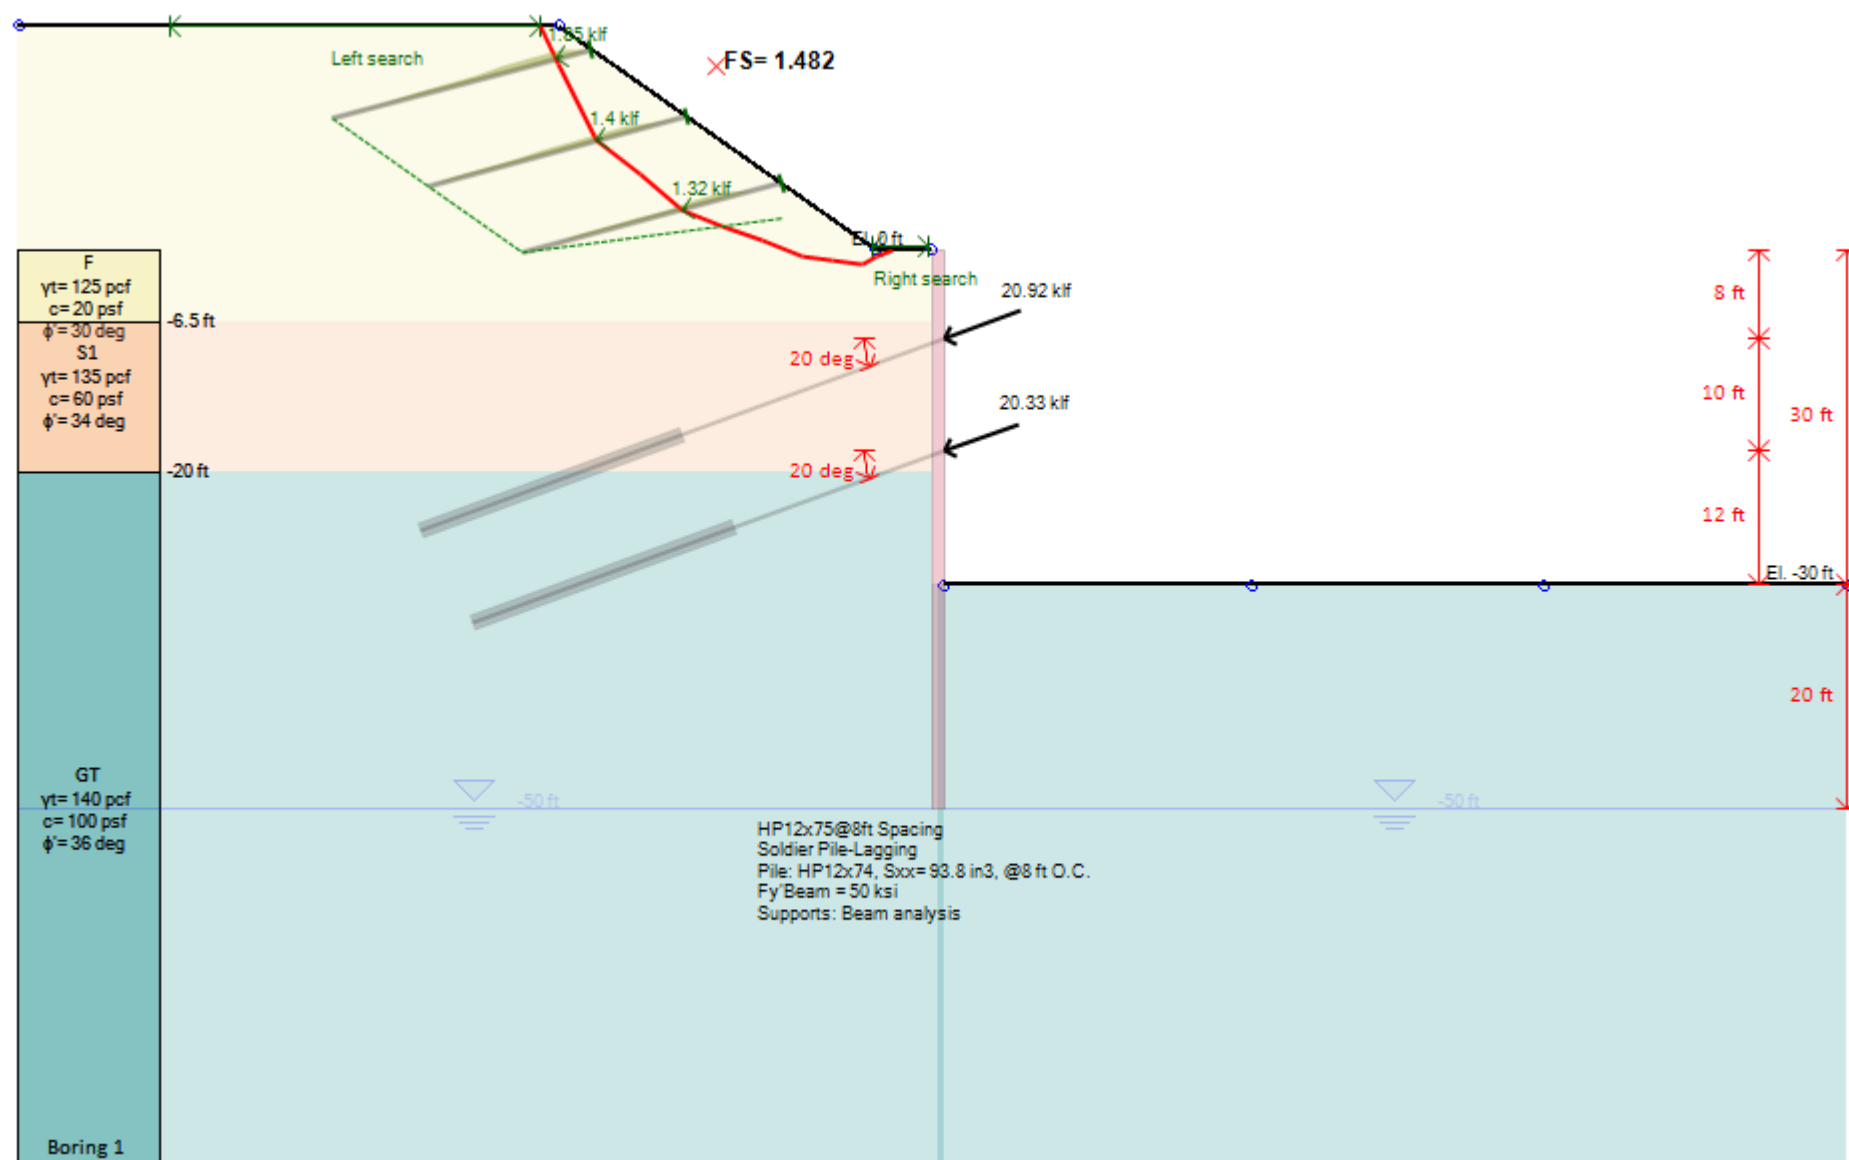 1.85 klf
Left search
FS= 1.482
1.4 klf
1.32 klf
El. 0 ft
Right search
F
γt= 125 pcf
c= 20 psf
ϕ'= 30 deg
-6.5 ft
S1
γt= 135 pcf
c= 60 psf
ϕ'= 34 deg
-20 ft
20.92 klf
20 deg
20.33 klf
20 deg
8 ft
10 ft
30 ft
12 ft
El. -30 ft
20 ft
GT
γt= 140 pcf
c= 100 psf
ϕ'= 36 deg
-50 ft
-50 ft
HP12x75@8ft Spacing
Soldier Pile-Lagging
Pile: HP12x74, Sxx= 93.8 in3, @8 ft O.C.
Fy'Beam = 50 ksi
Supports: Beam analysis
Boring 1